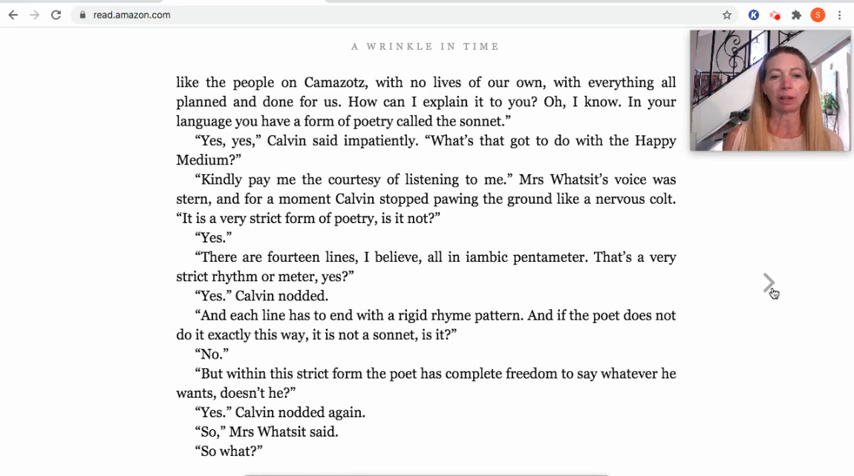 read.amazon.com
S
A WRINKLE IN TIME
like the people on Camazotz, with no lives of our own, with everything all
planned and done for us. How can I explain it to you? Oh, I know. In your
language you have a form of poetry called the sonnet.”
“Yes, yes,” Calvin said impatiently. “What’s that got to do with the Happy
Medium?”
“Kindly pay me the courtesy of listening to me.” Mrs Whatsit’s voice was
stern, and for a moment Calvin stopped pawing the ground like a nervous colt.
“It is a very strict form of poetry, is it not?”
“Yes.”
“There are fourteen lines, I believe, all in iambic pentameter. That’s a very
strict rhythm or meter, yes?”
“Yes.” Calvin nodded.
“And each line has to end with a rigid rhyme pattern. And if the poet does not
do it exactly this way, it is not a sonnet, is it?”
“No.”
“But within this strict form the poet has complete freedom to say whatever he
wants, doesn’t he?”
“Yes.” Calvin nodded again.
“So,” Mrs Whatsit said.
“So what?”